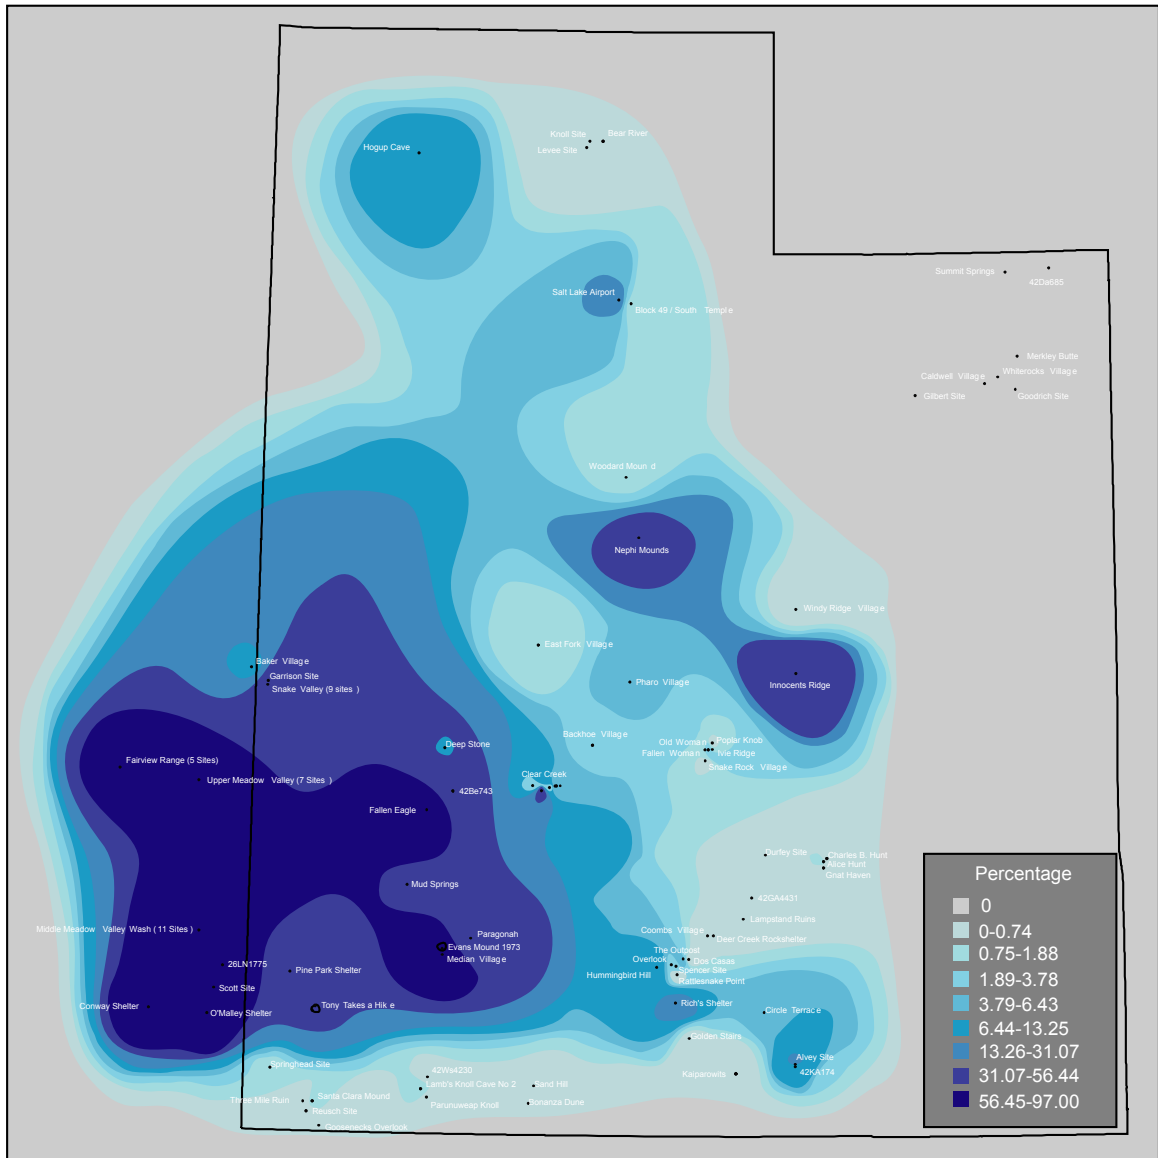 Knoll Site
Bear River
Levee Site
Hogup Cave
Summit Springs
42Da685
Salt Lake Airport
Block 49 / South Temple
Merkley Butte
Caldwell Village
Whiterocks Village
Gilbert Site
Goodrich Site
Woodard Moun d
Nephi Mounds
Windy Ridge Village
East Fork Village
Baker Village
Garrison Site
Snake Valley (9 sites )
Pharo Village
Innocents Ridge
Backhoe Village
Old Woman
Poplar Knob
Deep Stone
Fallen Woman
Ivie Ridge
Snake Rock Village
Fairview Range (5 Sites)
Upper Meadow Valley (7 Sites )
Clear Creek
42Be743
Fallen Eagle
Durfey Site
Charles B. Hunt
Alice Hunt
Gnat Haven
Mud Springs
42GA4431
Lampstand Ruins
Middle Meadow Valley Wash ( 11 Sites )
Paragonah
Coombs Village
Deer Creek Rockshelter
Evans Mound 1973
Median Village
The Outpost
Overlook
Dos Casas
26LN1775
Pine Park Shelter
Hummingbird Hill
Spencer Site
Rattlesnake Point
Scott Site
Conway Shelter
O'Malley Shelter
Tony Takes a Hik e
Rich's Shelter
Circle Terrace
Golden Stairs
Springhead Site
42Ws4230
Kaiparowits
Alvey Site
42KA174
Lamb's Knoll Cave No 2
Sand Hill
Three Mile Ruin
Santa Clara Mound
Parunuweap Knoll
Bonanza Dune
Reusch Site
Goosenecks Overlook
Percentage
0
0-0.74
0.75-1.88
1.89-3.78
3.79-6.43
6.44-13.25
13.26-31.07
31.07-56.44
56.45-97.00